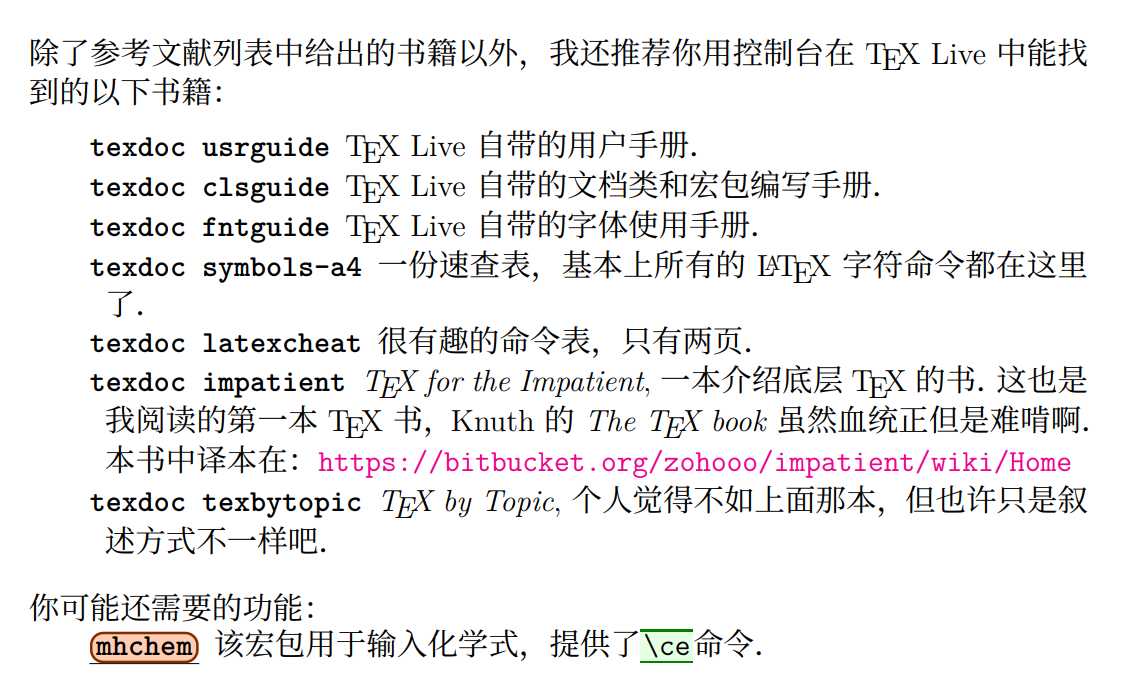 除了参考文献列表中给出的书籍以外，我还推荐你用控制台在 TEX Live 中能找
到的以下书籍：
texdoc usrguide TEX Live 自带的用户手册.
texdoc clsguide TEX Live 自带的文档类和宏包编写手册.
texdoc fntguide TEX Live 自带的字体使用手册.
texdoc symbols-a4 一份速查表，基本上所有的 LATEX 字符命令都在这里
了.
texdoc latexcheat 很有趣的命令表，只有两页.
texdoc impatient TEX for the Impatient, 一本介绍底层 TEX 的书. 这也是
我阅读的第一本 TEX 书，Knuth 的 The TEX book 虽然血统正但是难啃啊.
本书中译本在：https://bitbucket.org/zohooo/impatient/wiki/Home
texdoc texbytopic TEX by Topic, 个人觉得不如上面那本，但也许只是叙
述方式不一样吧.
你可能还需要的功能：
mhchem 该宏包用于输入化学式，提供了\ce命令.